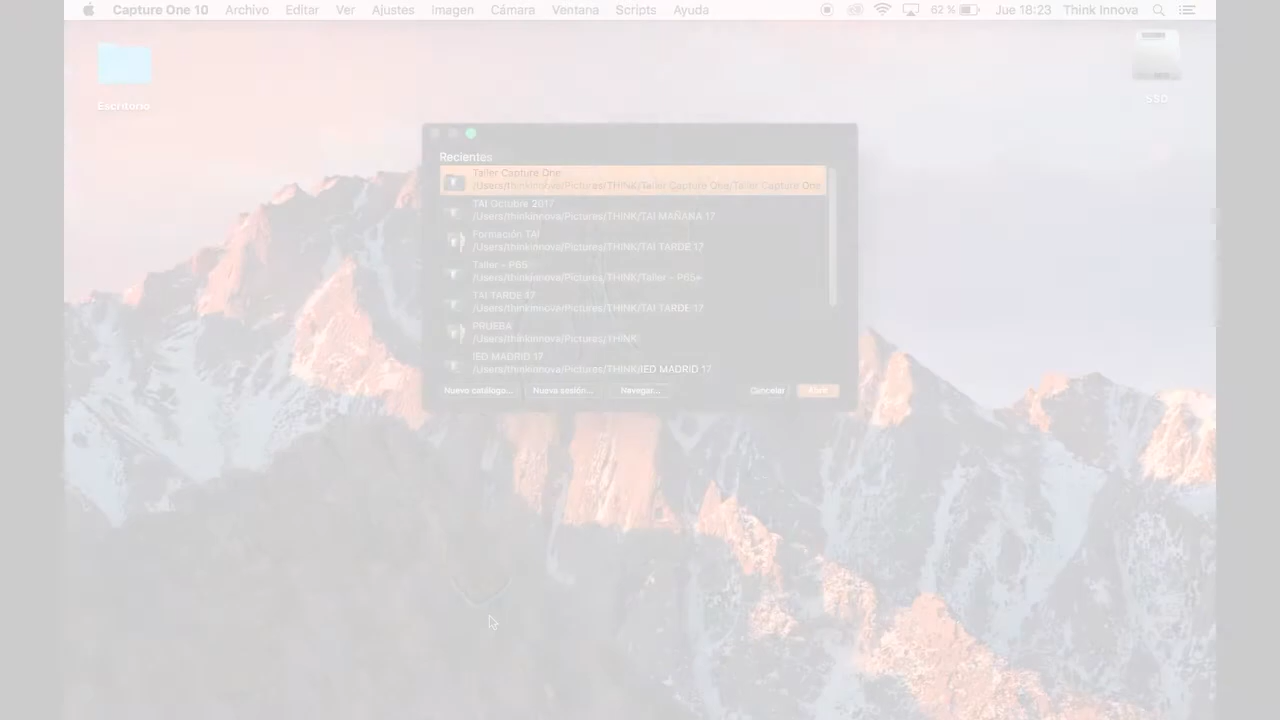 Capture One 10 Archivo Editar Ver Ajustes Imagen Cámara Ventana Scripts Ayuda 62 % Jue 18:23 Think Innova
Escritorio
SSD
Recientes
Taller Capture One
/Users/thinkinnova/Pictures/THINK/Taller Capture One/Taller Capture One
TAI Octubre 2017
/Users/thinkinnova/Pictures/THINK/TAI MAÑANA 17
Formación TAI
/Users/thinkinnova/Pictures/THINK/TAI TARDE 17
Taller - P65
/Users/thinkinnova/Pictures/THINK/Taller - P65+
TAI TARDE 17
/Users/thinkinnova/Pictures/THINK/TAI TARDE 17
PRUEBA
/Users/thinkinnova/Pictures/THINK
IED MADRID 17
/Users/thinkinnova/Pictures/THINK/IED MADRID 17
Nuevo catálogo... Nueva sesión... Navegar... Cancelar Abrir